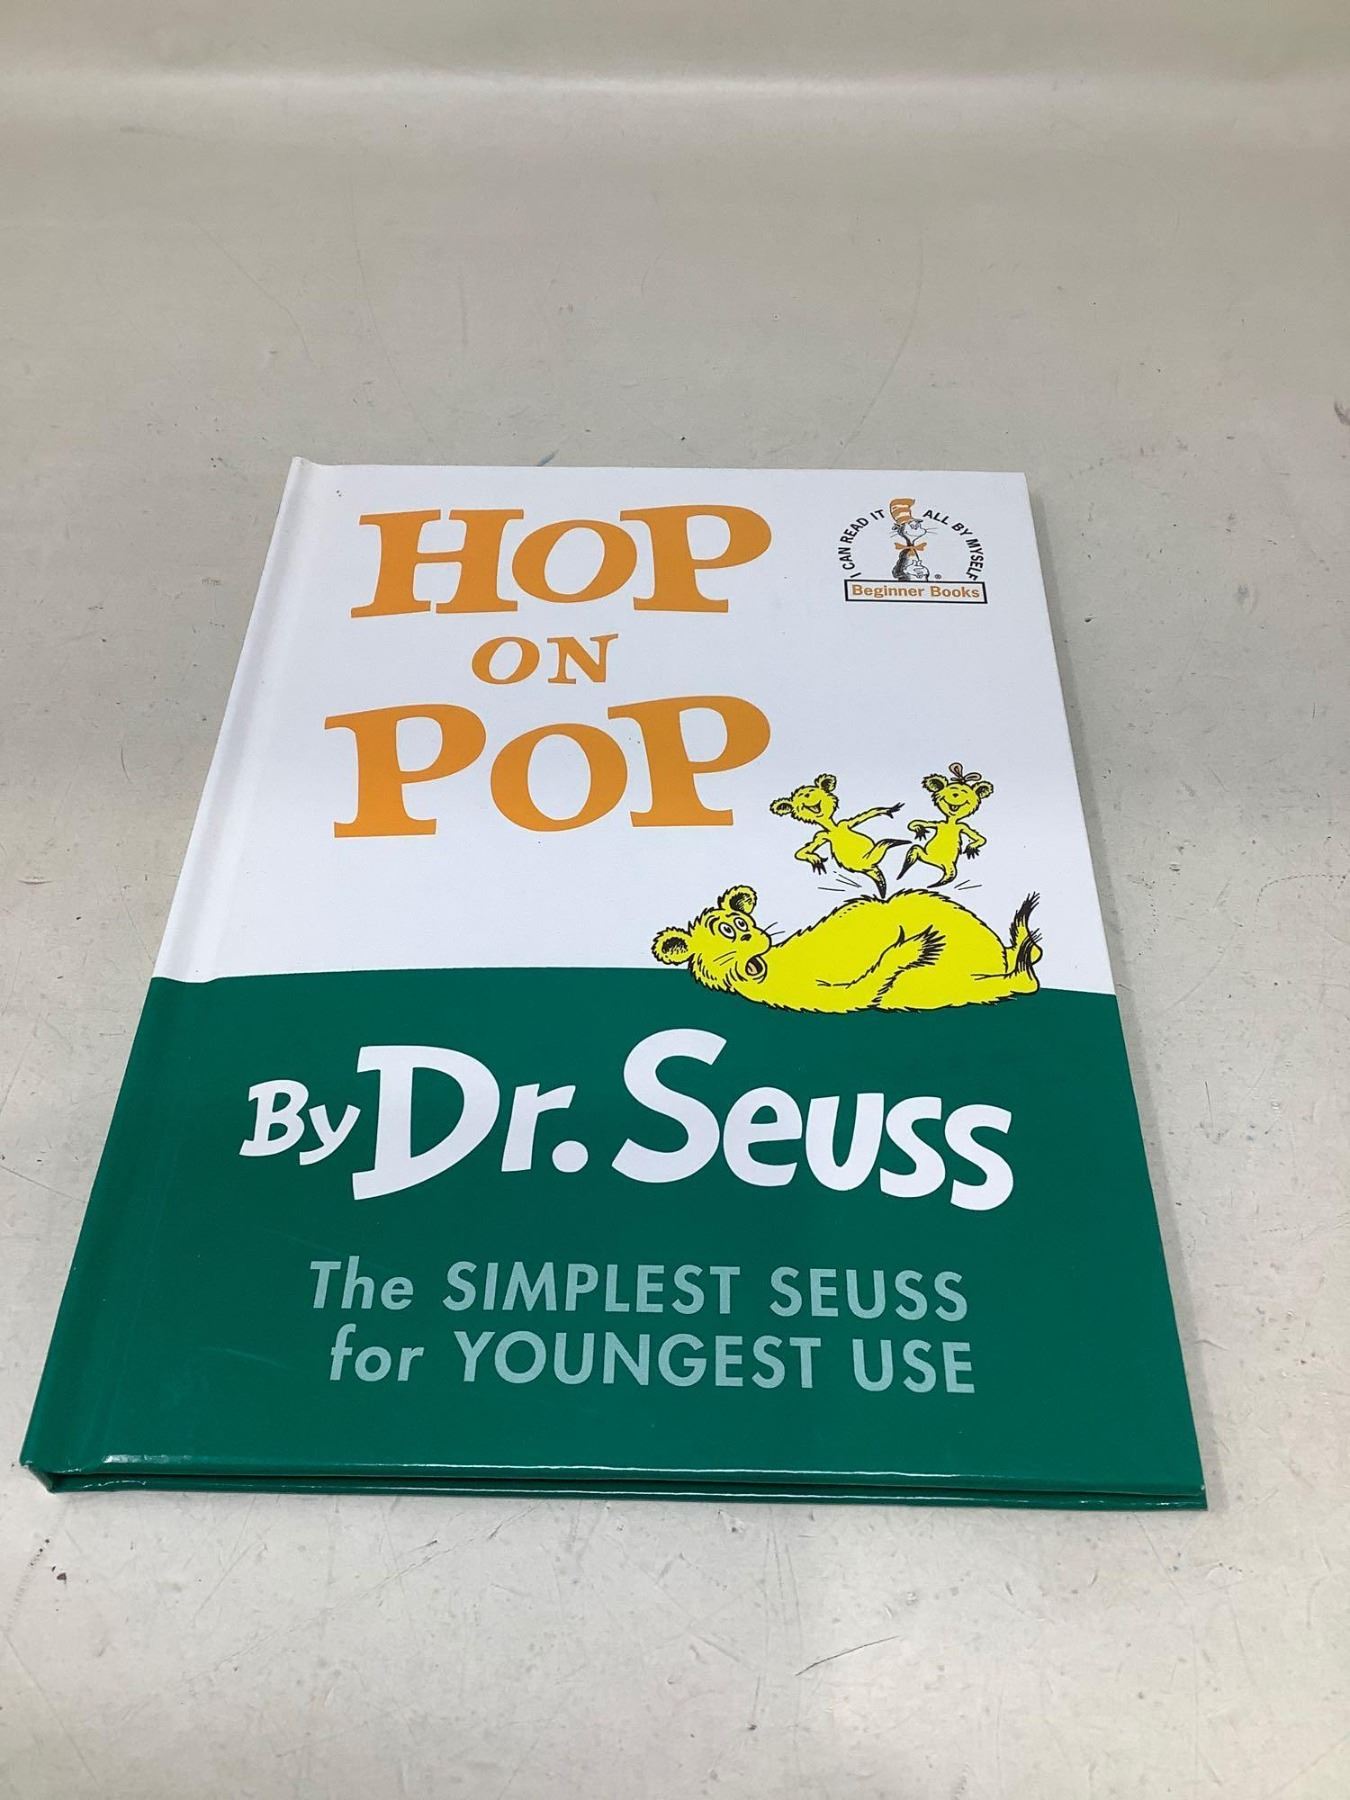 HOP
ON
POP
I CAN READ IT ALL BY MYSELF
Beginner Books
By Dr. Seuss
The SIMPLEST SEUSS
for YOUNGEST USE